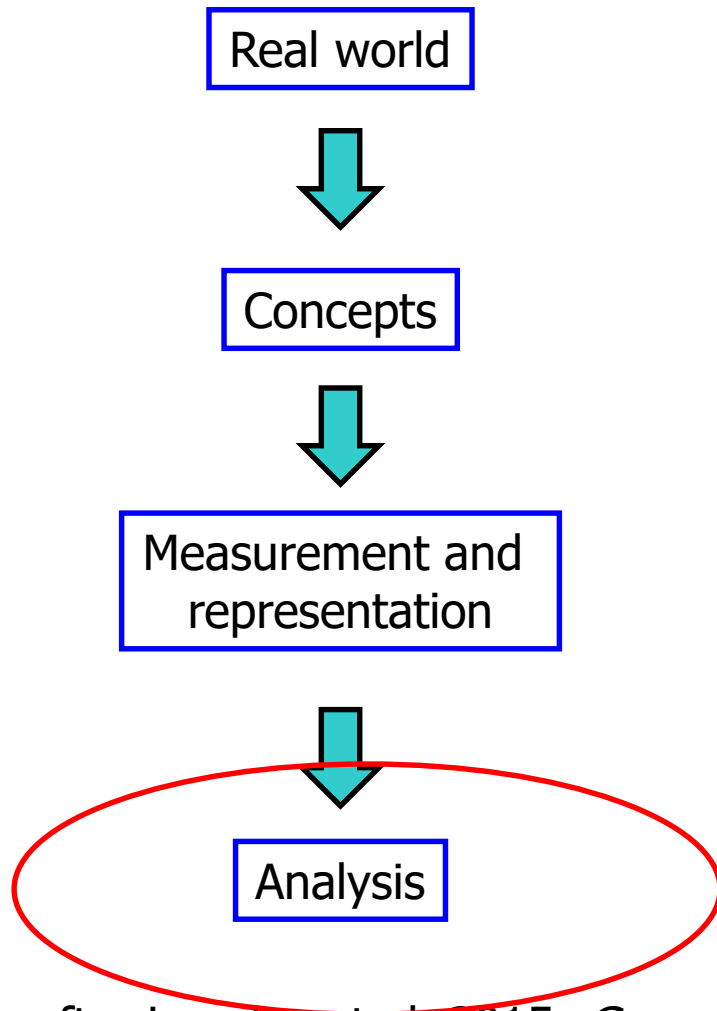 Real world
Concepts
Measurement and
representation
Analysis